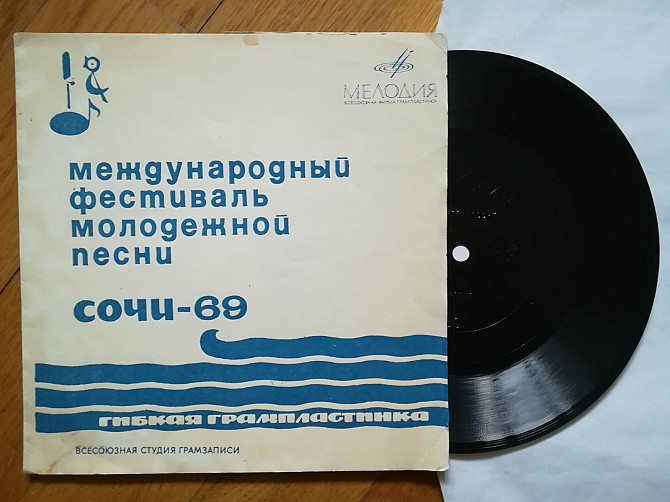 МЕЛОДИЯ
ВСЕСОЮЗНАЯ ФИРМА ГРАМПЛАСТИНОК
международный
фестиваль
молодежной
песни
сочи-69
ГИБКАЯ ГРАМПЛАСТИНКА
ВСЕСОЮЗНАЯ СТУДИЯ ГРАМЗАПИСИ